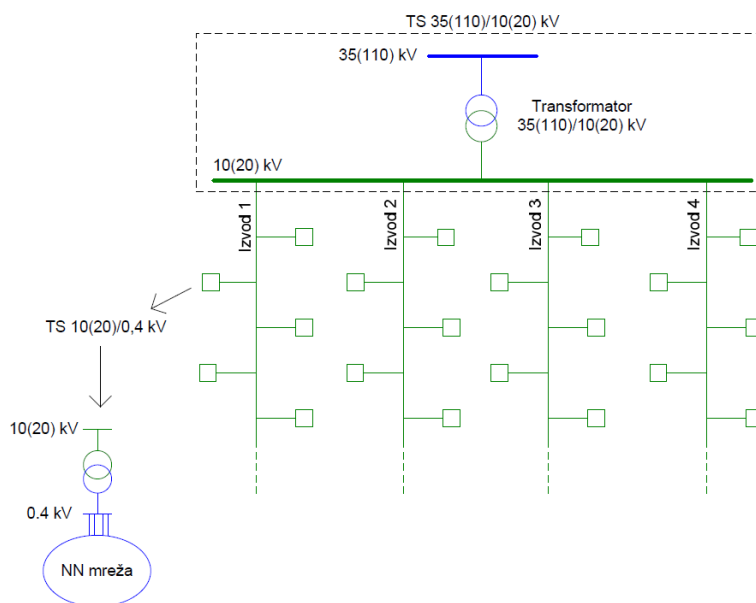 TS 35(110)/10(20) kV
35(110) kV
Transformator
35(110)/10(20) kV
10(20) kV
Izvod 1
Izvod 2
Izvod 3
Izvod 4
TS 10(20)/0,4 kV
10(20) kV
0.4 kV
NN mreža